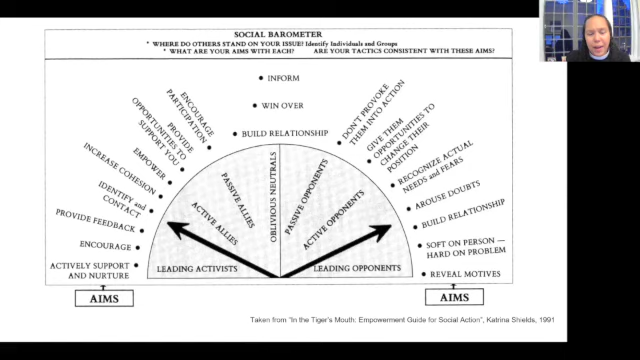 SOCIAL BAROMETER
* WHERE DO OTHERS STAND ON YOUR ISSUE? Identify Individuals and Groups
* WHAT ARE YOUR AIMS WITH EACH? ARE YOUR TACTICS CONSISTENT WITH THESE AIMS?
• INFORM
• WIN OVER
• BUILD RELATIONSHIP
ENCOURAGE
PARTICIPATION
PROVIDE
OPPORTUNITIES TO
SUPPORT YOU
EMPOWER
INCREASE COHESION
IDENTIFY and
CONTACT
PROVIDE FEEDBACK
ENCOURAGE
ACTIVELY SUPPORT
AND NURTURE
AIMS
LEADING ACTIVISTS
ACTIVE ALLIES
PASSIVE ALLIES
OBLIVIOUS NEUTRALS
PASSIVE OPPONENTS
ACTIVE OPPONENTS
LEADING OPPONENTS
• DON'T PROVOKE
THEM INTO ACTION
• GIVE THEM
OPPORTUNITIES TO
CHANGE THEIR
POSITION
• RECOGNIZE ACTUAL
NEEDS and FEARS
• AROUSE DOUBTS
• BUILD RELATIONSHIP
• SOFT ON PERSON —
HARD ON PROBLEM
• REVEAL MOTIVES
AIMS
Taken from "In the Tiger's Mouth: Empowerment Guide for Social Action", Katrina Shields, 1991